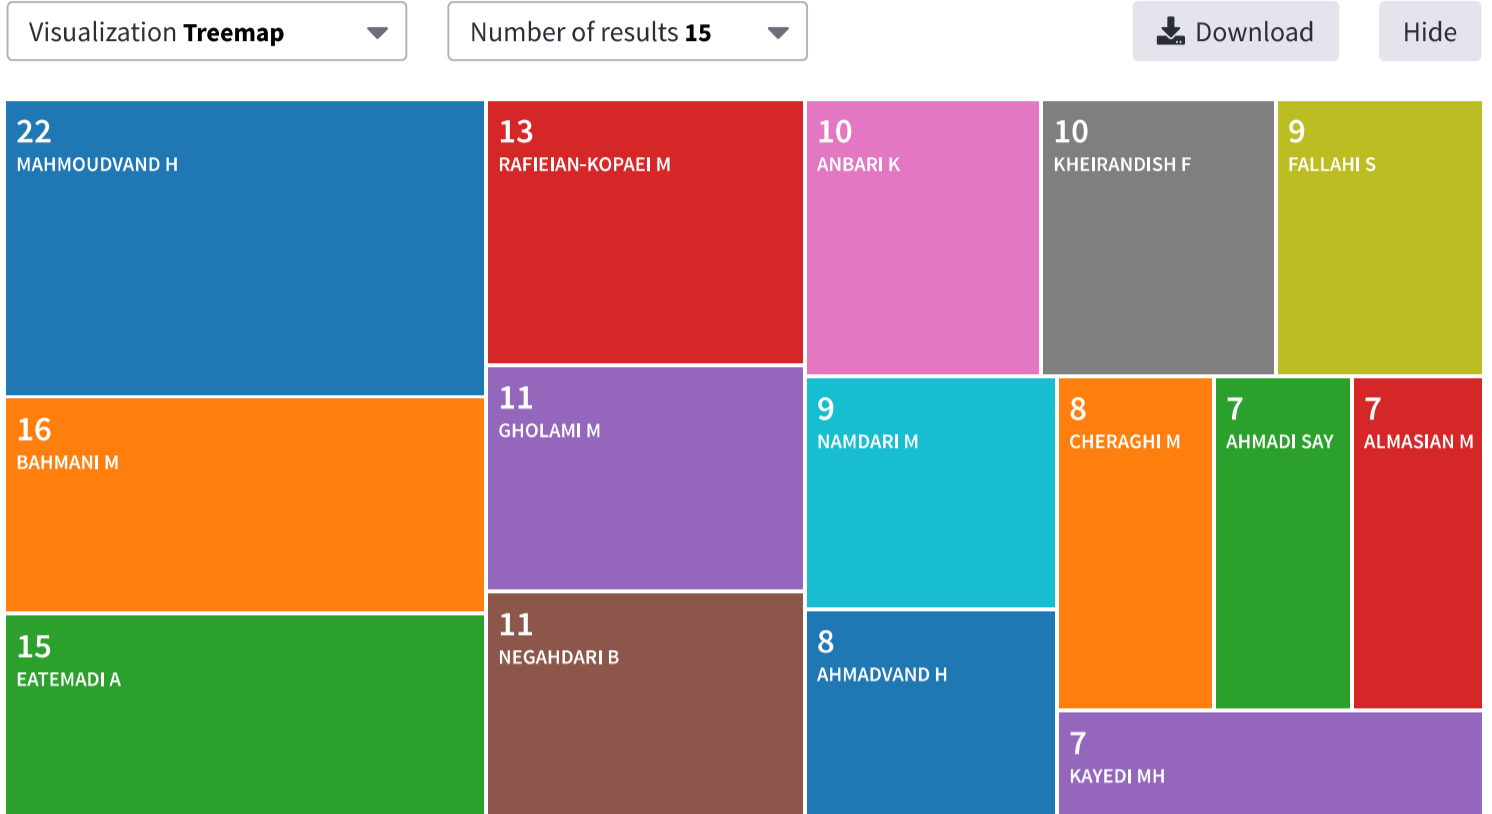 Visualization Treemap
Number of results 15
Download
Hide
22
MAHMOUDVAND H
16
BAHMANI M
15
EATEMADI A
13
RAFIEIAN-KOPAEI M
11
GHOLAMI M
11
NEGAHDARI B
10
ANBARI K
10
KHEIRANDISH F
9
FALLAHI S
9
NAMDARI M
8
AHMADVAND H
8
CHERAGHI M
7
AHMADI SAY
7
ALMASIAN M
7
KAYEDI MH